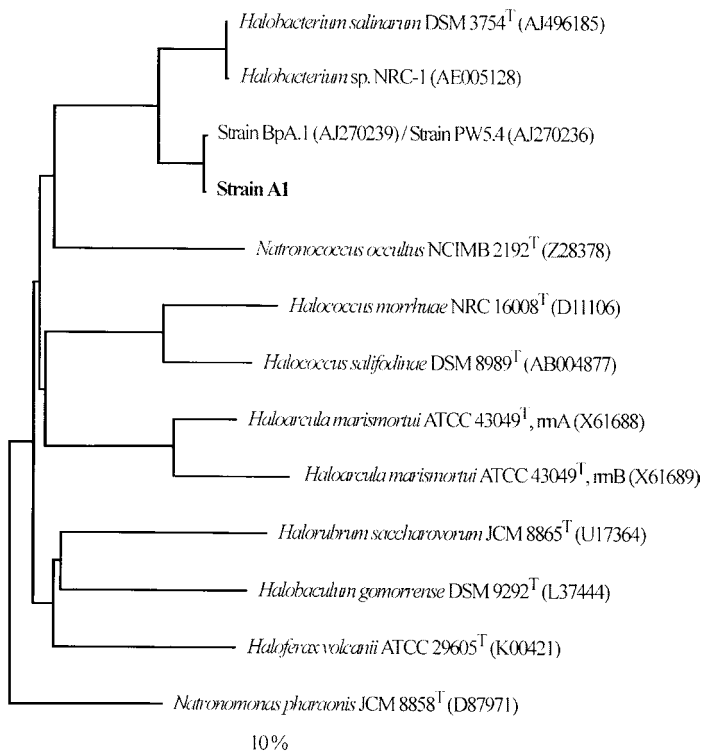 Halobacterium salinarum DSM 3754T (AJ496185)
Halobacterium sp. NRC-1 (AE005128)
Strain BpA.1 (AJ270239) / Strain PW5.4 (AJ270236)
Strain A1
Natronococcus occultus NCIMB 2192T (Z28378)
Halococcus morrhuae NRC 16008T (D11106)
Halococcus salifodinae DSM 8989T (AB004877)
Haloarcula marismortui ATCC 43049T, rrnA (X61688)
Haloarcula marismortui ATCC 43049T, rrnB (X61689)
Halorubrum saccharovorum JCM 8865T (U17364)
Halobaculum gomorrense DSM 9292T (L37444)
Haloferax volcanii ATCC 29605T (K00421)
Natronomonas pharaonis JCM 8858T (D87971)
10%